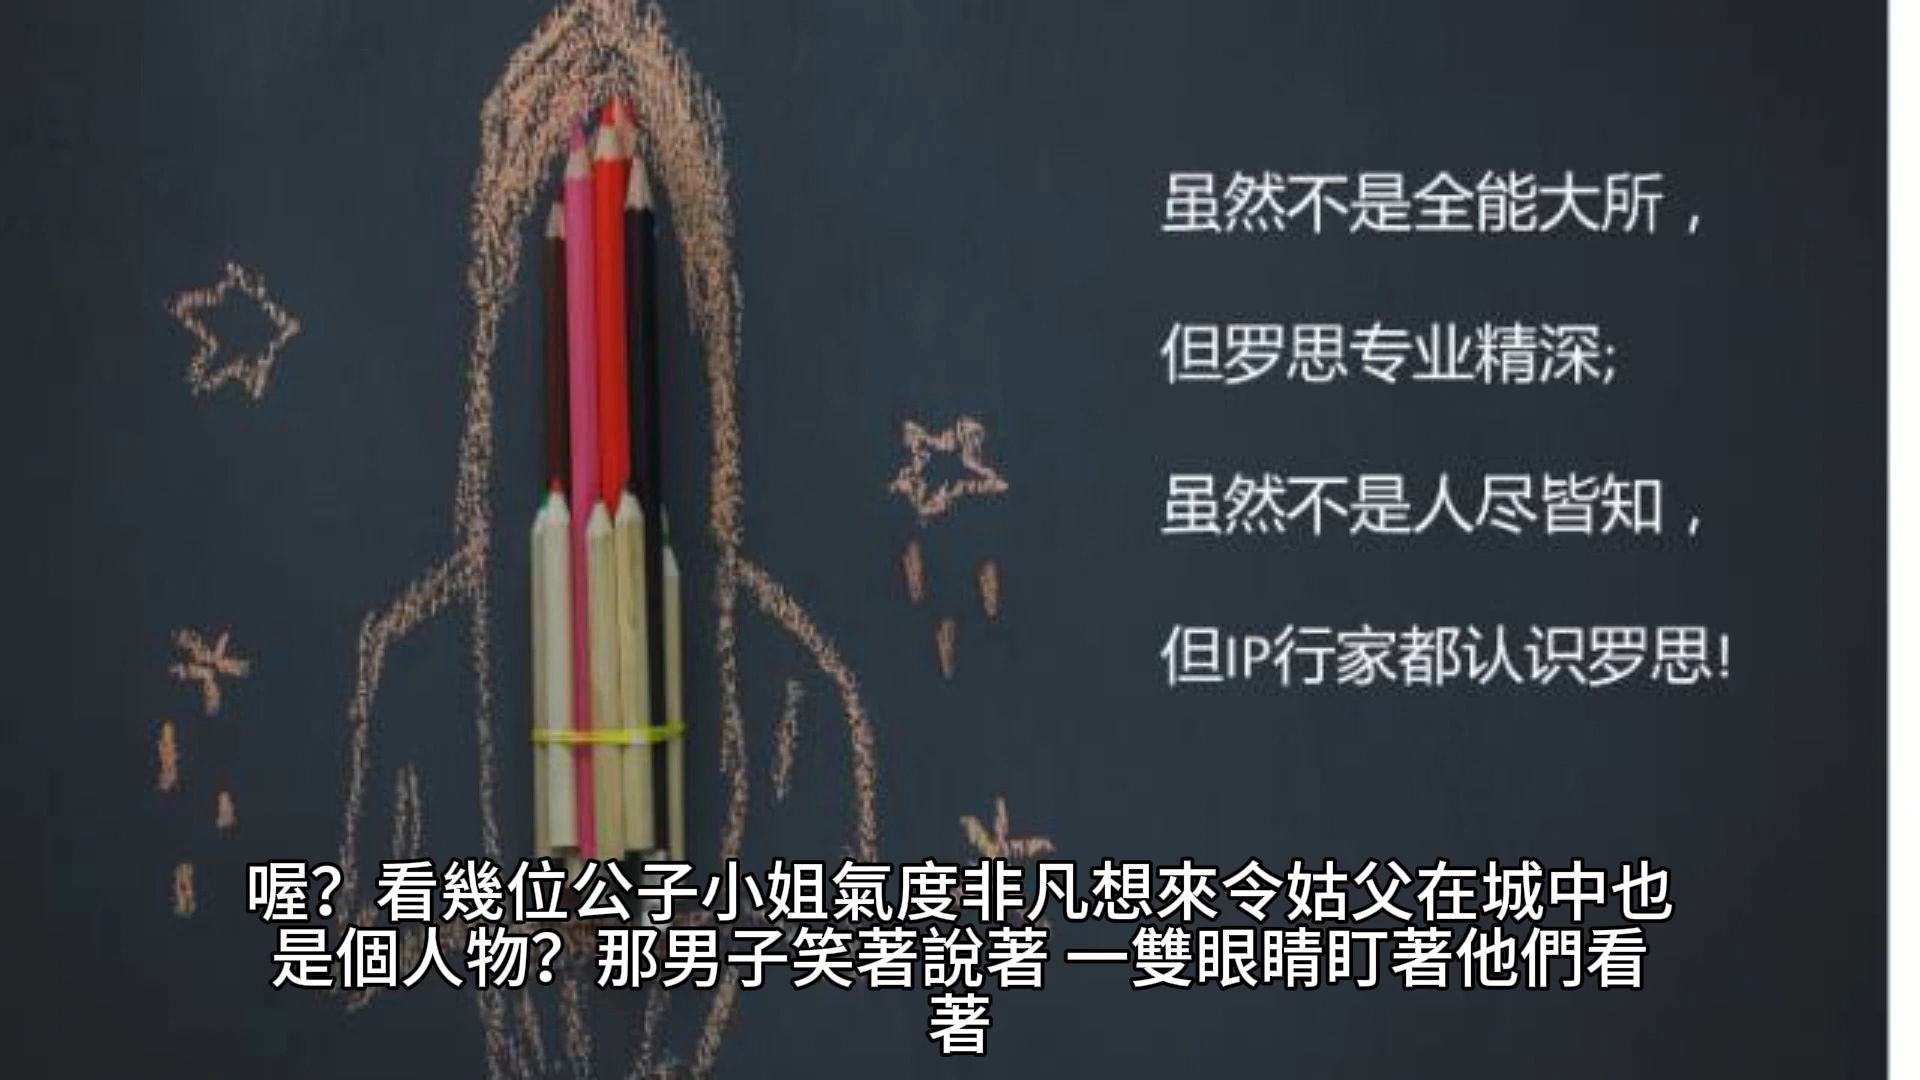 虽然不是全能大所，
但罗思专业精深;
虽然不是人尽皆知，
但IP行家都认识罗思!
喔？看幾位公子小姐氣度非凡想來令姑父在城中也
是個人物？那男子笑著說著 一雙眼睛盯著他們看
著